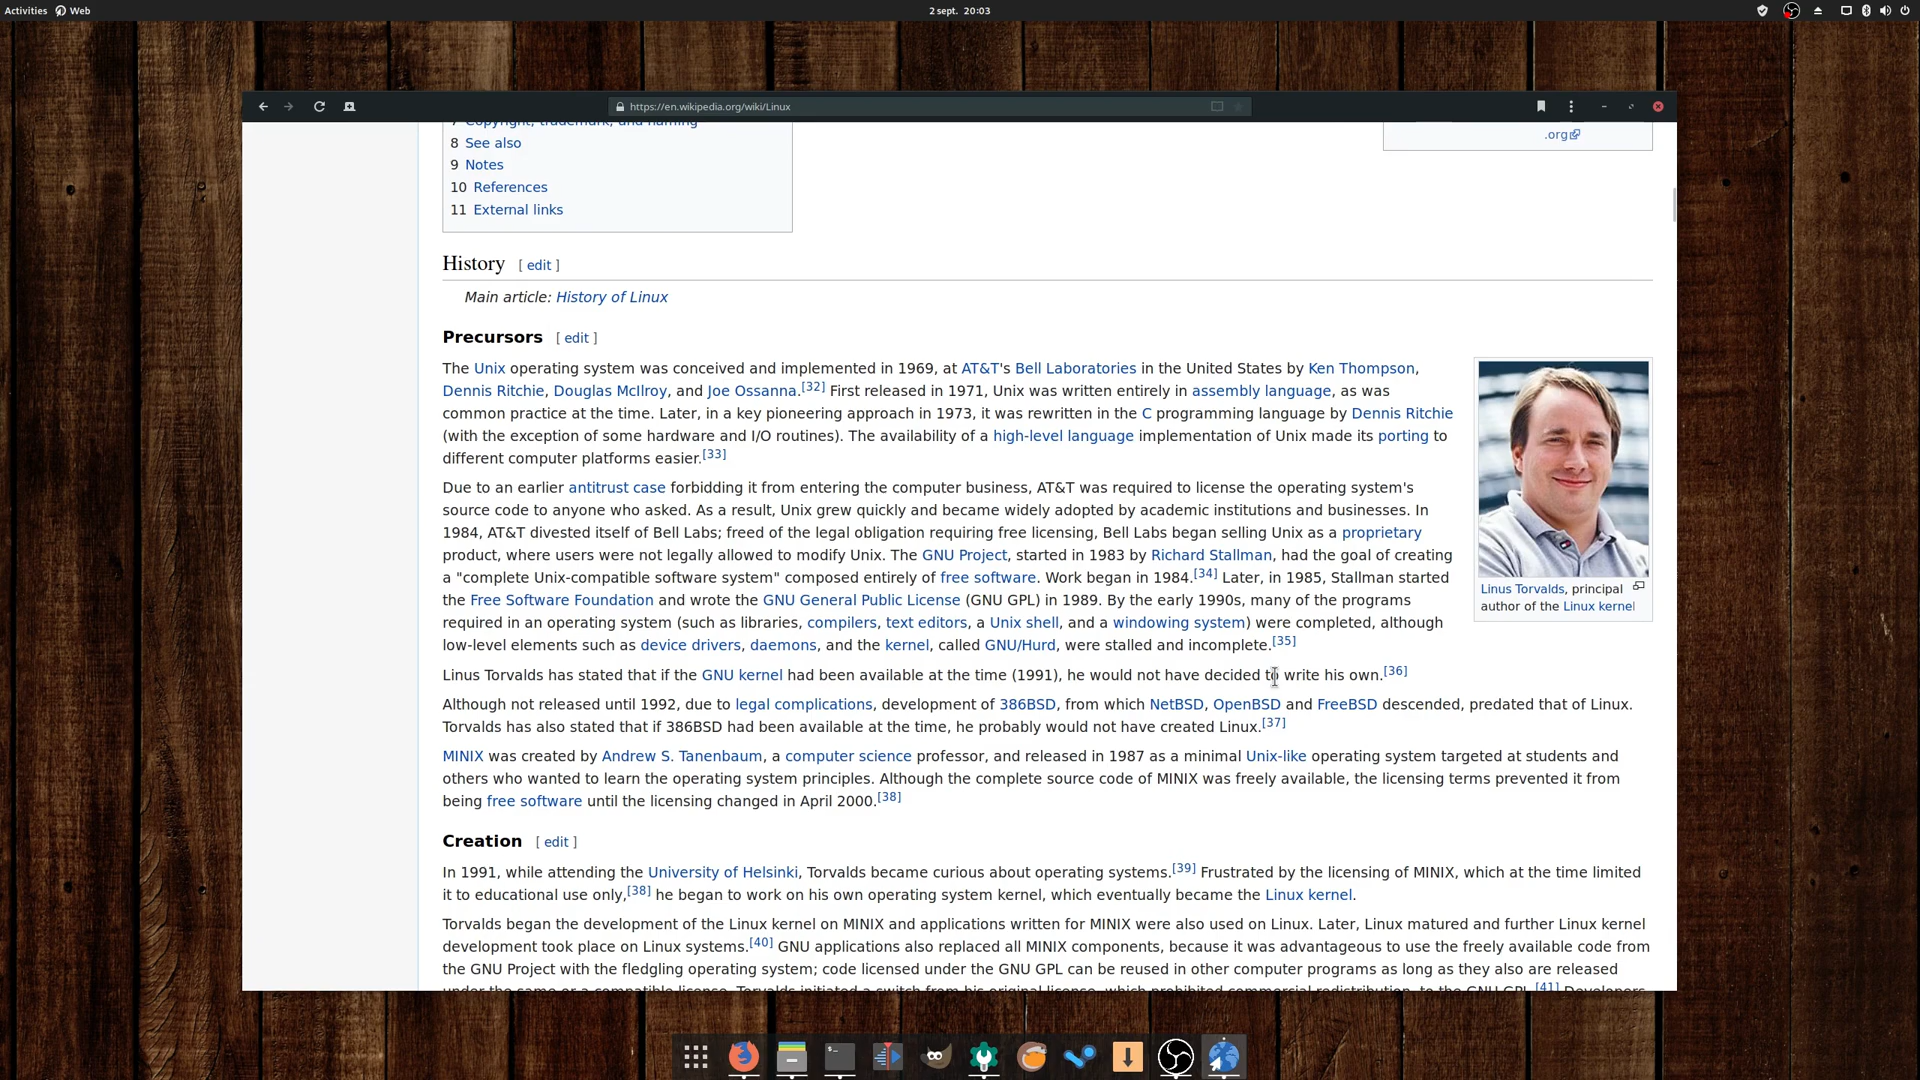 Activities Web 2 sept. 20:03
https://en.wikipedia.org/wiki/Linux
7 Copyright, trademark, and naming
.org
8 See also
9 Notes
10 References
11 External links
History [ edit ]
Main article: History of Linux
Precursors [ edit ]
The Unix operating system was conceived and implemented in 1969, at AT&T's Bell Laboratories in the United States by Ken Thompson,
Dennis Ritchie, Douglas McIlroy, and Joe Ossanna.[32] First released in 1971, Unix was written entirely in assembly language, as was
common practice at the time. Later, in a key pioneering approach in 1973, it was rewritten in the C programming language by Dennis Ritchie
(with the exception of some hardware and I/O routines). The availability of a high-level language implementation of Unix made its porting to
different computer platforms easier.[33]
Due to an earlier antitrust case forbidding it from entering the computer business, AT&T was required to license the operating system's
source code to anyone who asked. As a result, Unix grew quickly and became widely adopted by academic institutions and businesses. In
1984, AT&T divested itself of Bell Labs; freed of the legal obligation requiring free licensing, Bell Labs began selling Unix as a proprietary
product, where users were not legally allowed to modify Unix. The GNU Project, started in 1983 by Richard Stallman, had the goal of creating
a "complete Unix-compatible software system" composed entirely of free software. Work began in 1984.[34] Later, in 1985, Stallman started
the Free Software Foundation and wrote the GNU General Public License (GNU GPL) in 1989. By the early 1990s, many of the programs
required in an operating system (such as libraries, compilers, text editors, a Unix shell, and a windowing system) were completed, although
low-level elements such as device drivers, daemons, and the kernel, called GNU/Hurd, were stalled and incomplete.[35]
Linus Torvalds, principal
author of the Linux kernel
Linus Torvalds has stated that if the GNU kernel had been available at the time (1991), he would not have decided to write his own.[36]
Although not released until 1992, due to legal complications, development of 386BSD, from which NetBSD, OpenBSD and FreeBSD descended, predated that of Linux.
Torvalds has also stated that if 386BSD had been available at the time, he probably would not have created Linux.[37]
MINIX was created by Andrew S. Tanenbaum, a computer science professor, and released in 1987 as a minimal Unix-like operating system targeted at students and
others who wanted to learn the operating system principles. Although the complete source code of MINIX was freely available, the licensing terms prevented it from
being free software until the licensing changed in April 2000.[38]
Creation [ edit ]
In 1991, while attending the University of Helsinki, Torvalds became curious about operating systems.[39] Frustrated by the licensing of MINIX, which at the time limited
it to educational use only,[38] he began to work on his own operating system kernel, which eventually became the Linux kernel.
Torvalds began the development of the Linux kernel on MINIX and applications written for MINIX were also used on Linux. Later, Linux matured and further Linux kernel
development took place on Linux systems.[40] GNU applications also replaced all MINIX components, because it was advantageous to use the freely available code from
the GNU Project with the fledgling operating system; code licensed under the GNU GPL can be reused in other computer programs as long as they also are released
under the same or a compatible license. Torvalds initiated a switch from his original license, which prohibited commercial redistribution, to the GNU GPL.[41] Developers